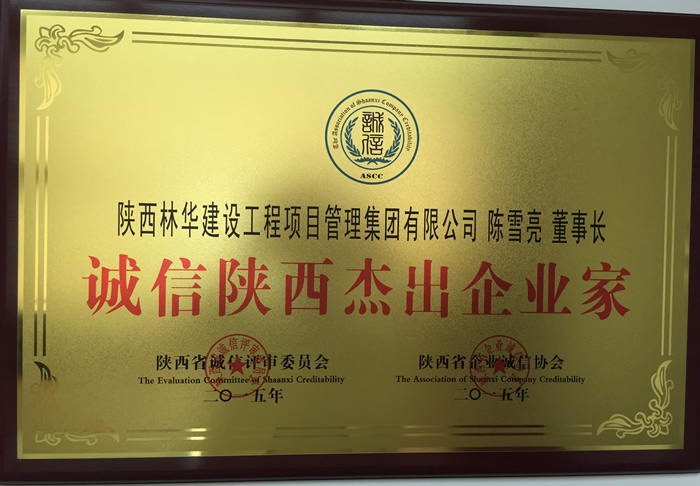 The Association of Shaanxi Company Creditability
誠信
ASCC
陕西林华建设工程项目管理集团有限公司 陈雪亮 董事长
诚信陕西杰出企业家
陕西省诚信评审委员会
The Evaluation Committee of Shaanxi Creditability
二〇一五年
陕西省企业诚信协会
The Association of Shaanxi Company Creditability
二〇一五年